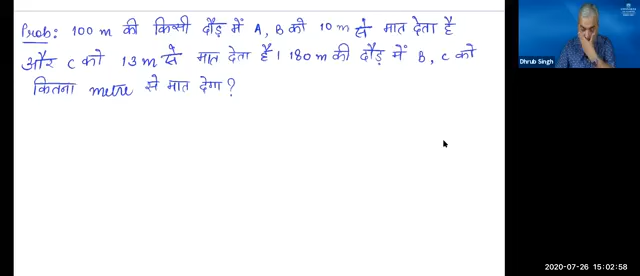 Prob: 100 m की किसी दौड़ में A, B को 10 m से मात देता है
और C को 13 m से मात देता है। 180 m की दौड़ में B, C को
कितना metre से मात देगा?
Dhrub Singh
2020-07-26 15:02:58